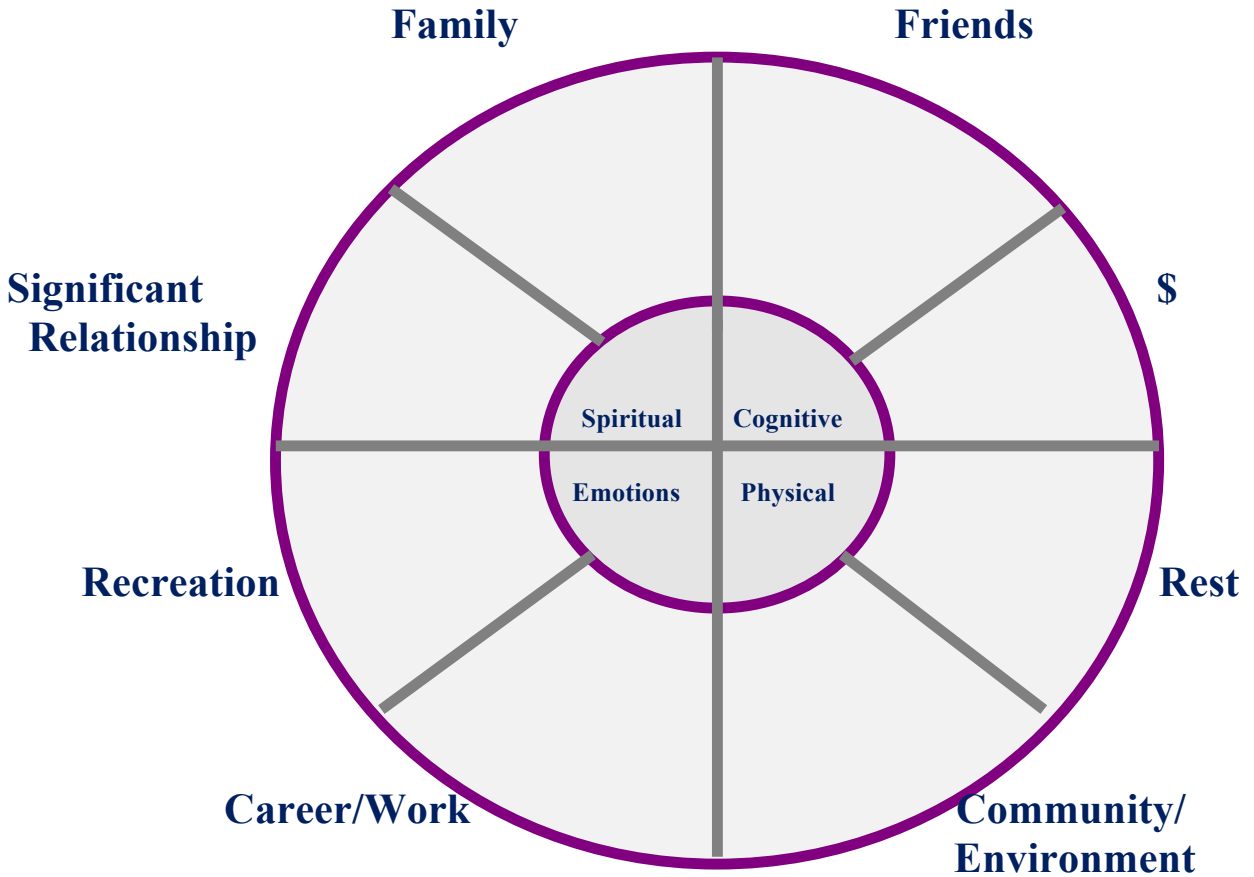 Family
Friends
Significant
Relationship
$
Spiritual
Cognitive
Emotions
Physical
Recreation
Rest
Career/Work
Community/
Environment